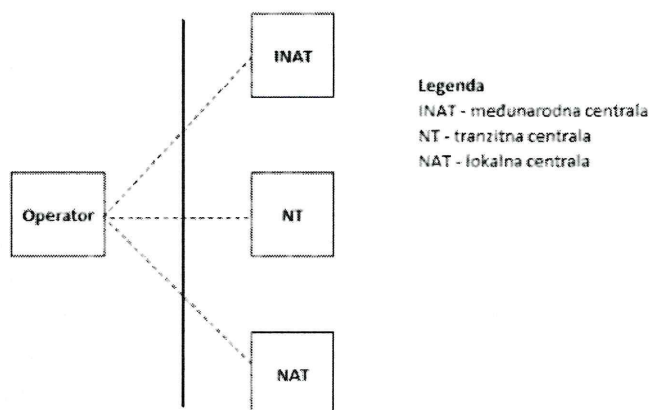 INAT
Legenda
INAT - međunarodna centrala
NT - tranzitna centrala
NAT - lokalna centrala
Operator
NT
NAT